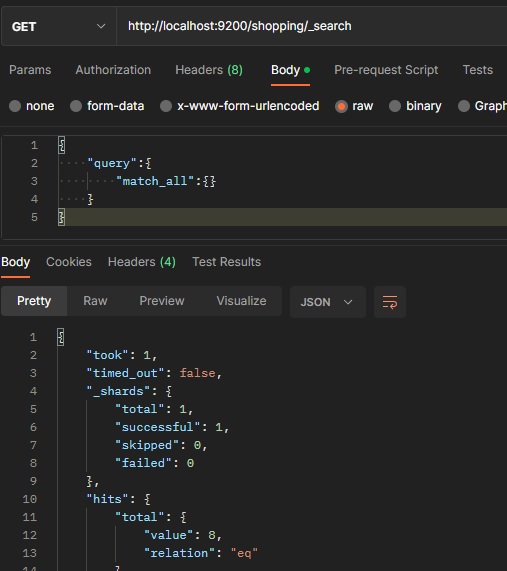 GET http://localhost:9200/shopping/_search
Params Authorization Headers (8) Body Pre-request Script Tests
none form-data x-www-form-urlencoded raw binary Graph
1 {
2 "query":{
3 "match_all":{}
4 }
5 }
Body Cookies Headers (4) Test Results
Pretty Raw Preview Visualize JSON
1 {
2 "took": 1,
3 "timed_out": false,
4 "_shards": {
5 "total": 1,
6 "successful": 1,
7 "skipped": 0,
8 "failed": 0
9 },
10 "hits": {
11 "total": {
12 "value": 8,
13 "relation": "eq"
14 }